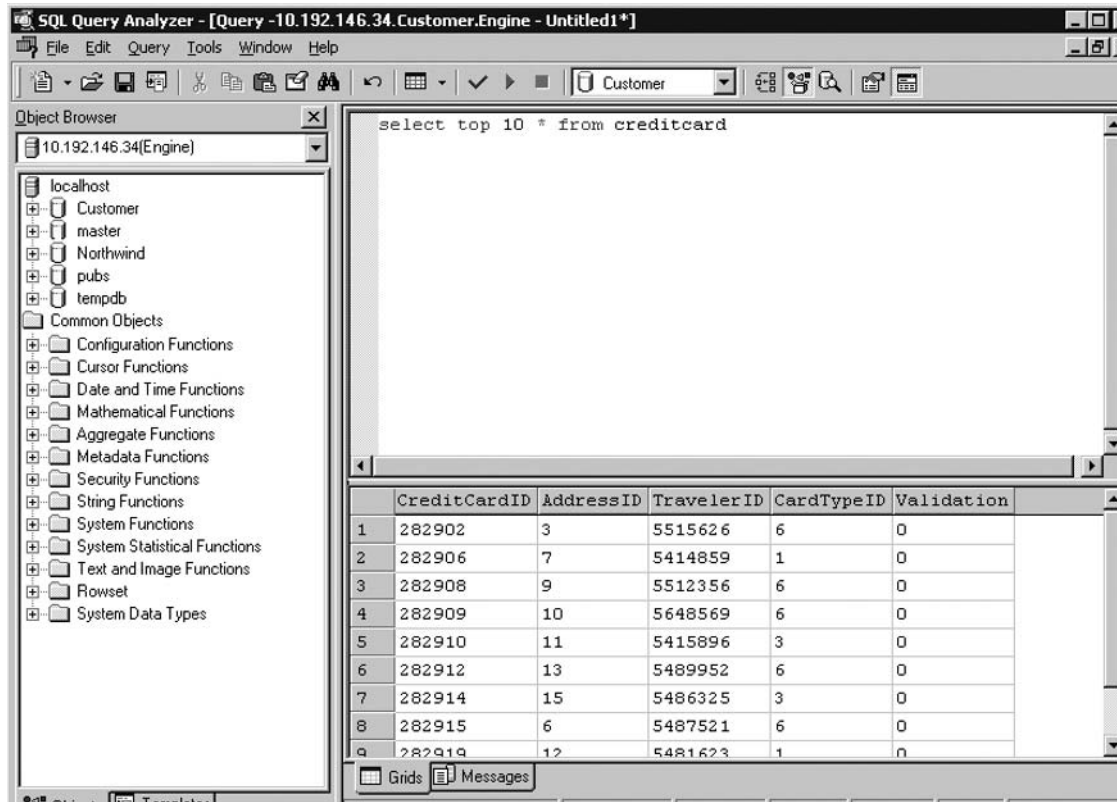 SQL Query Analyzer - [Query -10.192.146.34.Customer.Engine - Untitled1*]
File Edit Query Tools Window Help
Customer
Object Browser
10.192.146.34(Engine)
localhost
Customer
master
Northwind
pubs
tempdb
Common Objects
Configuration Functions
Cursor Functions
Date and Time Functions
Mathematical Functions
Aggregate Functions
Metadata Functions
Security Functions
String Functions
System Functions
System Statistical Functions
Text and Image Functions
Rowset
System Data Types
select top 10 * from creditcard
CreditCardID AddressID TravelerID CardTypeID Validation
1 282902 3 5515626 6 0
2 282906 7 5414859 1 0
3 282908 9 5512356 6 0
4 282909 10 5648569 6 0
5 282910 11 5415896 3 0
6 282912 13 5489952 6 0
7 282914 15 5486325 3 0
8 282915 6 5487521 6 0
9 282919 12 5481623 1 0
Grids Messages